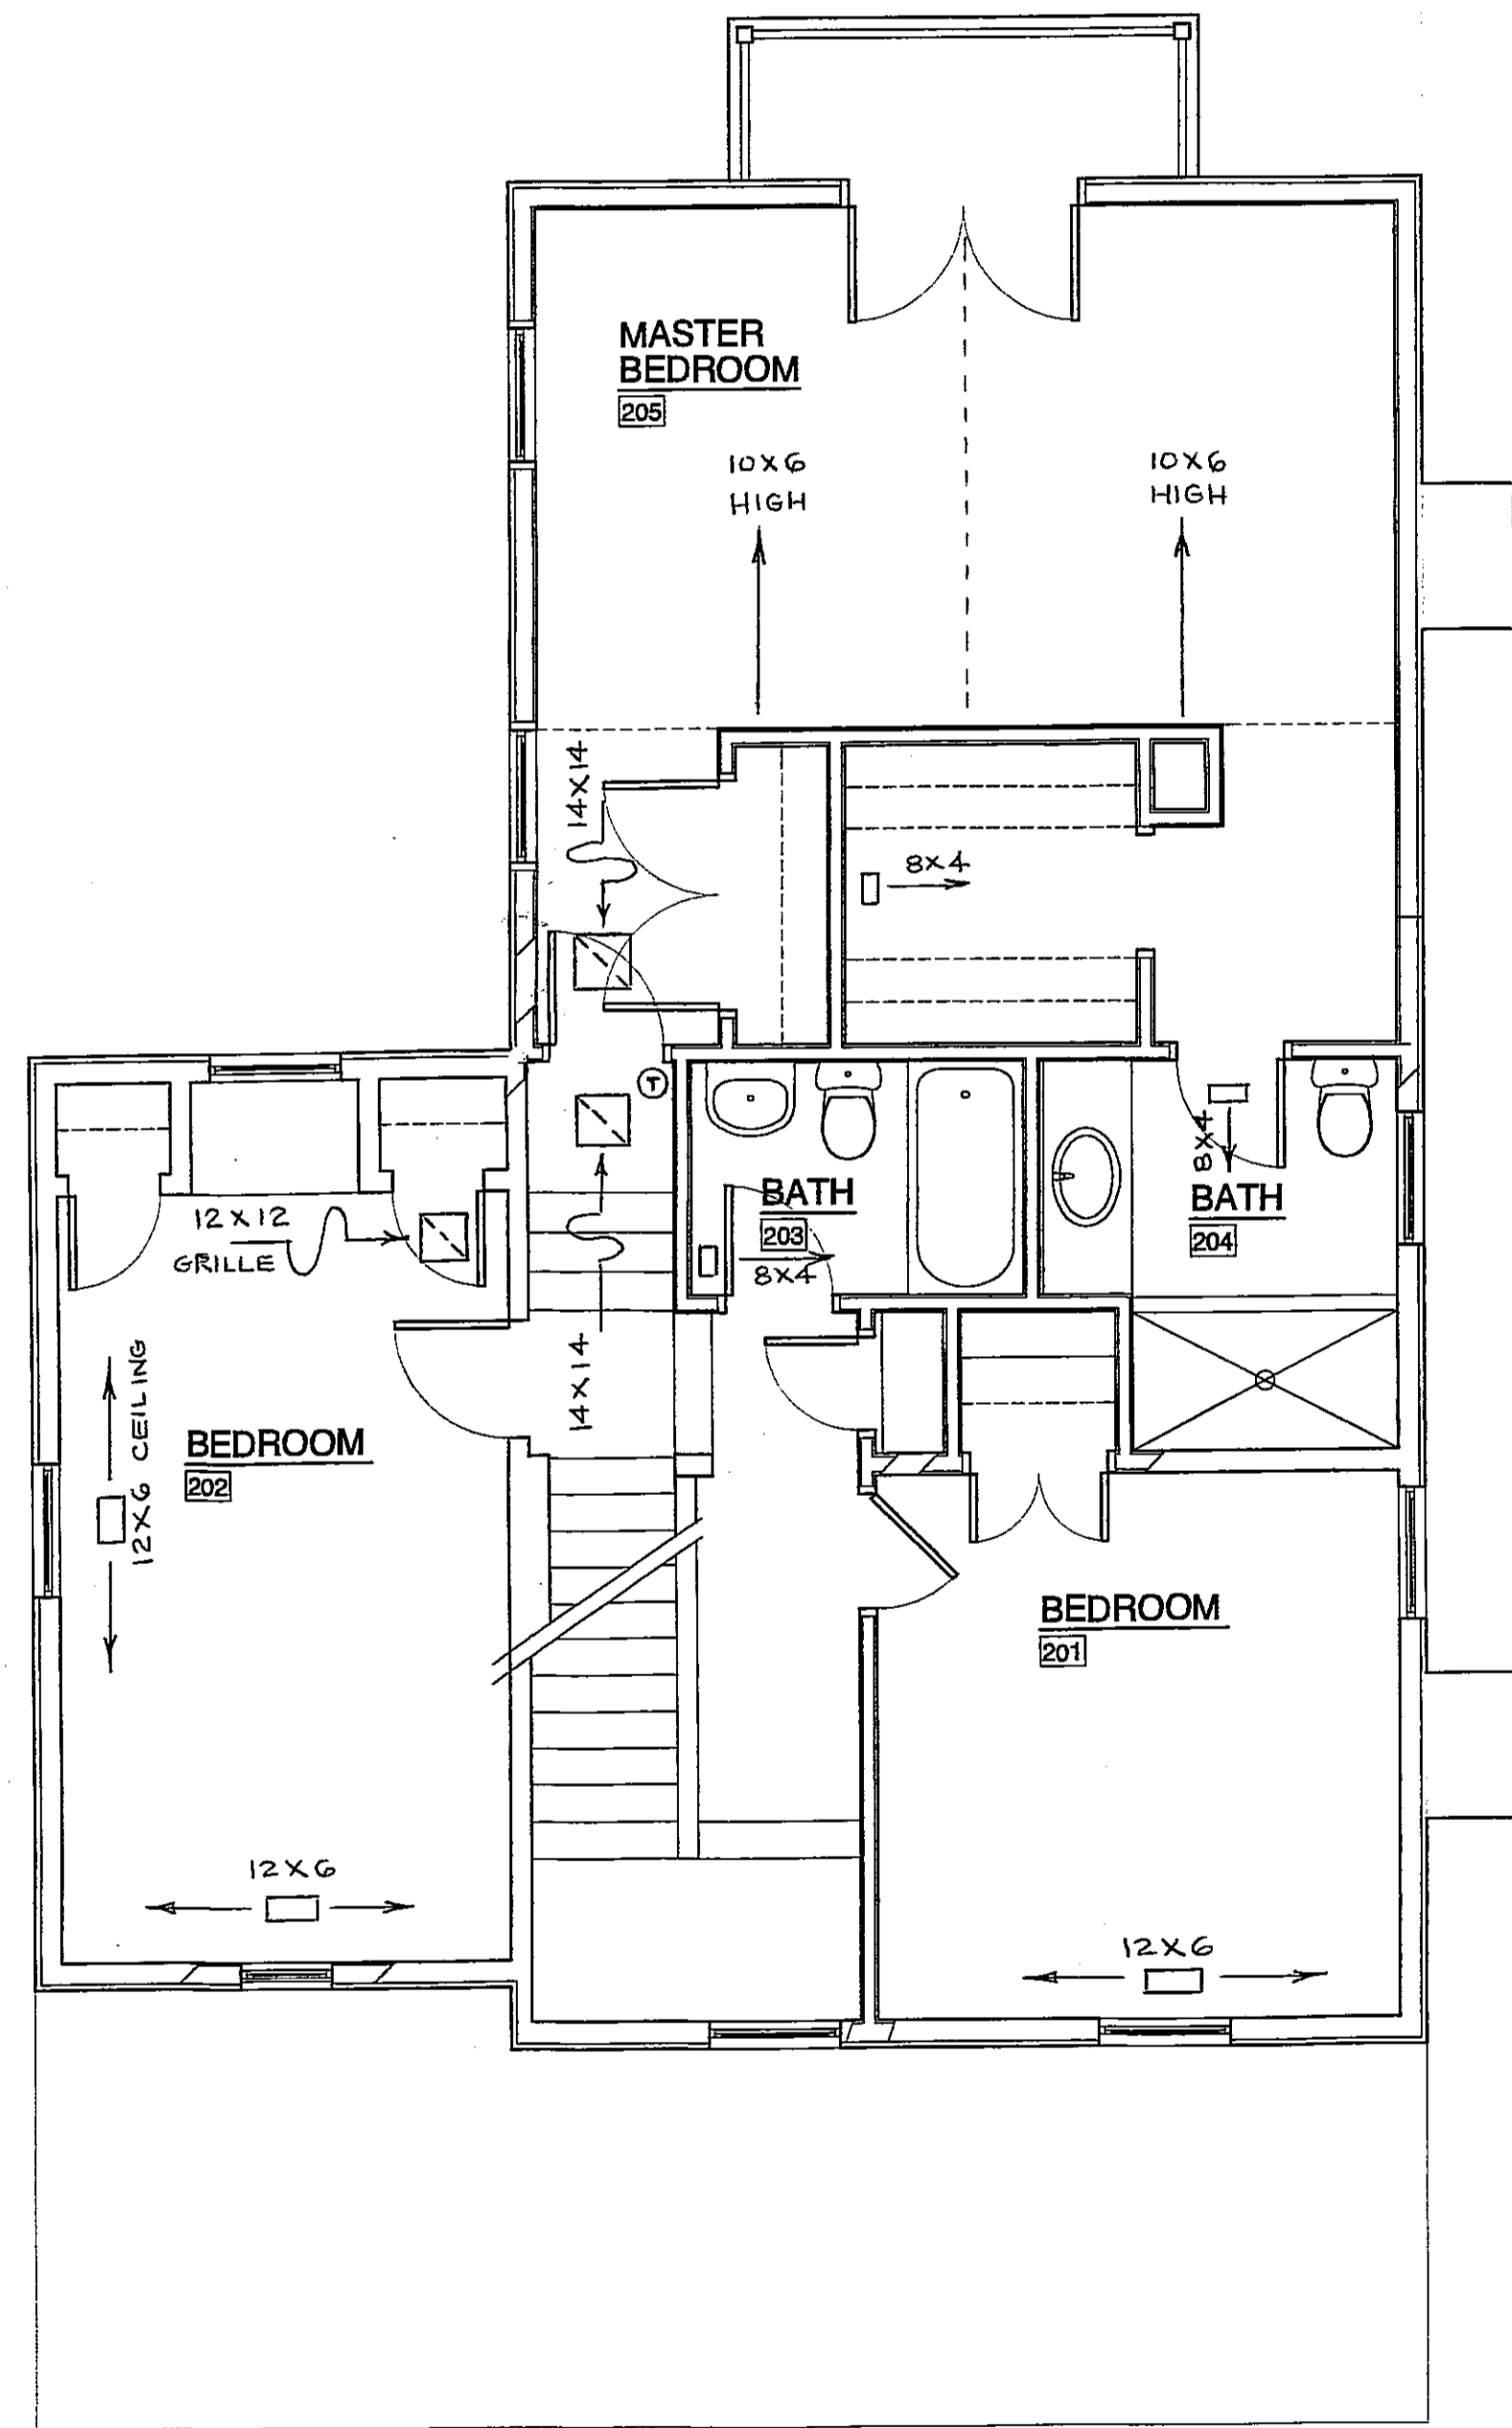 MASTER
BEDROOM
205
10X6
HIGH
10X6
HIGH
14X14
8X4
T
12X12
GRILLE
BATH
203
8X4
8X4
BATH
204
14X14
12X6 CEILING
BEDROOM
202
BEDROOM
201
12X6
12X6